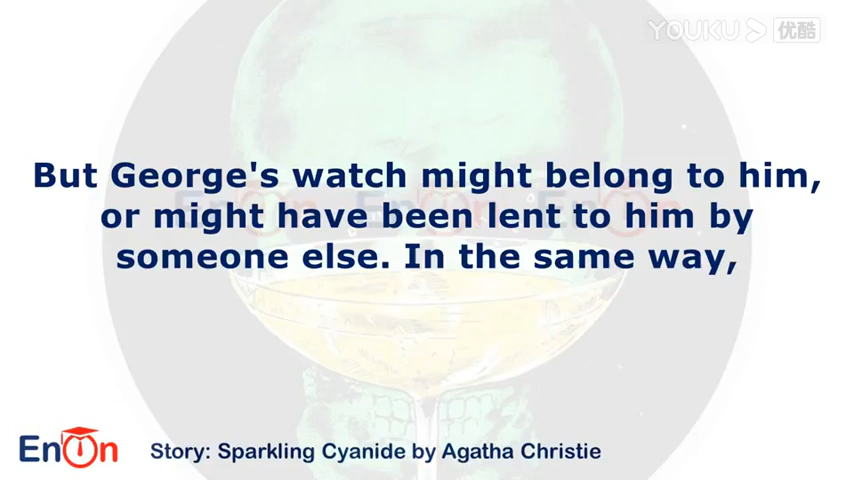 YOUKU 优酷
But George's watch might belong to him,
or might have been lent to him by
someone else. In the same way,
EnOn
Story: Sparkling Cyanide by Agatha Christie